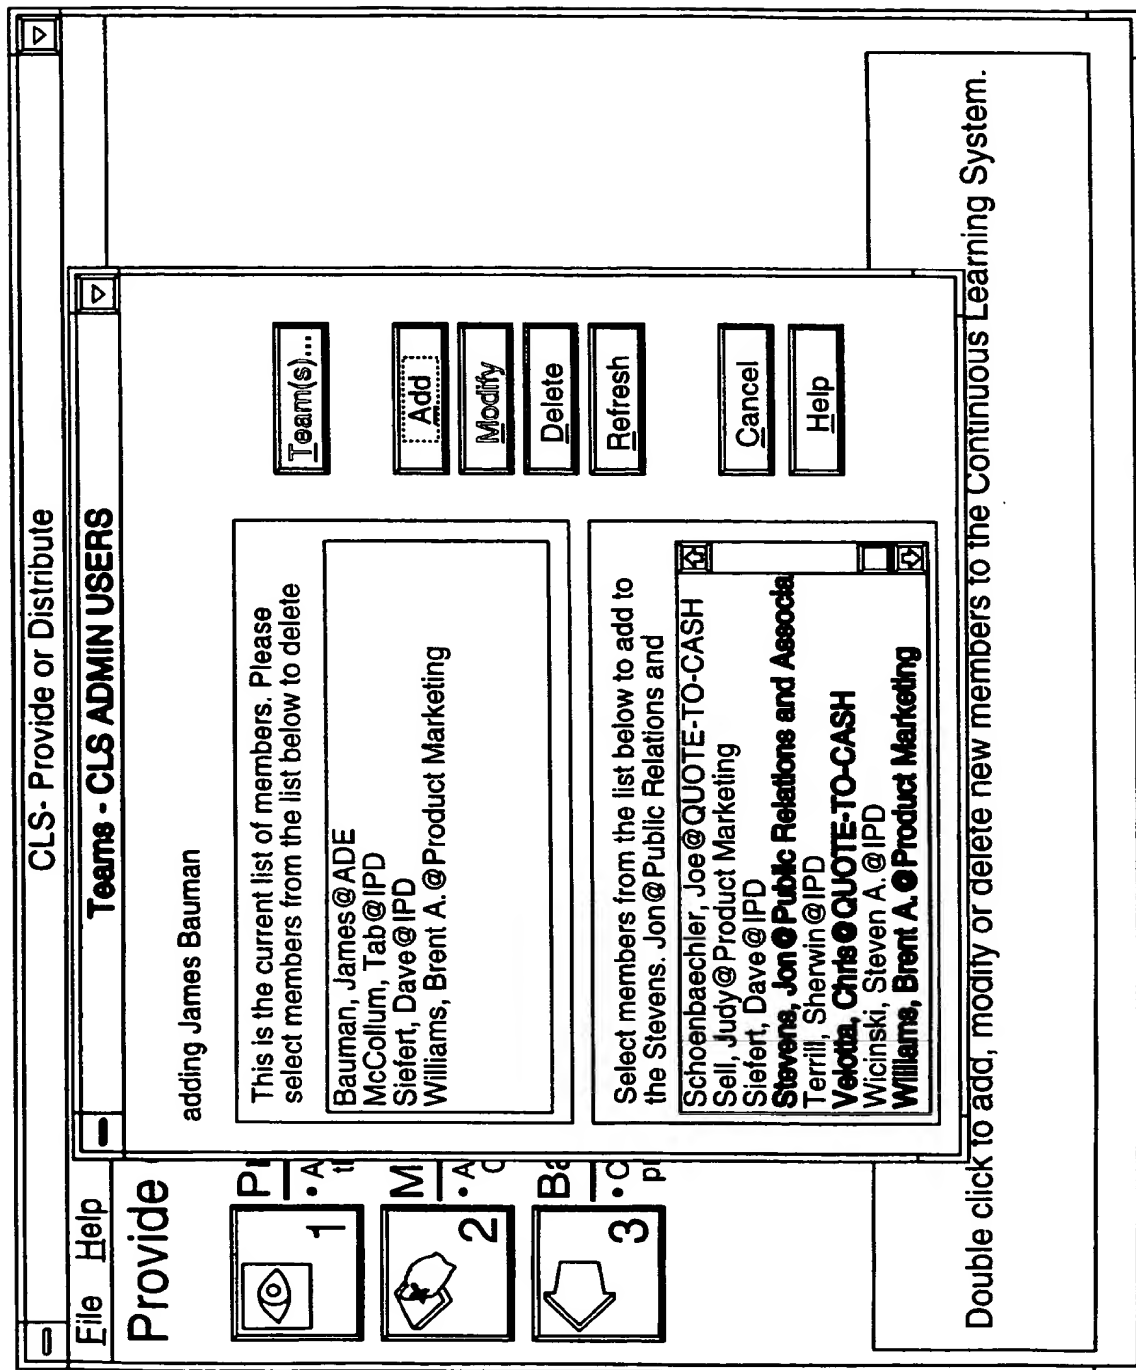 CLS- Provide or Distribute
File Help
Provide
Teams - CLS ADMIN USERS
adding James Bauman
This is the current list of members. Please
select members from the list below to delete
Bauman, James@ADE
McCollum, Tab@IPD
Siefert, Dave@IPD
Williams, Brent A.@Product Marketing
Select members from the list below to add to
the Stevens. Jon@Public Relations and
Schoenbaechler, Joe@QUOTE-TO-CASH
Sell, Judy@Product Marketing
Siefert, Dave@IPD
Stevens, Jon@Public Relations and Associa
Terrill, Sherwin@IPD
Velotta, Chris@QUOTE-TO-CASH
Wicinski, Steven A.@IPD
Williams, Brent A.@Product Marketing
Team(s)...
Add
Modify
Delete
Refresh
Cancel
Help
1
2
M
• A
3
Ba
Double click to add, modify or delete new members to the Continuous Learning System.